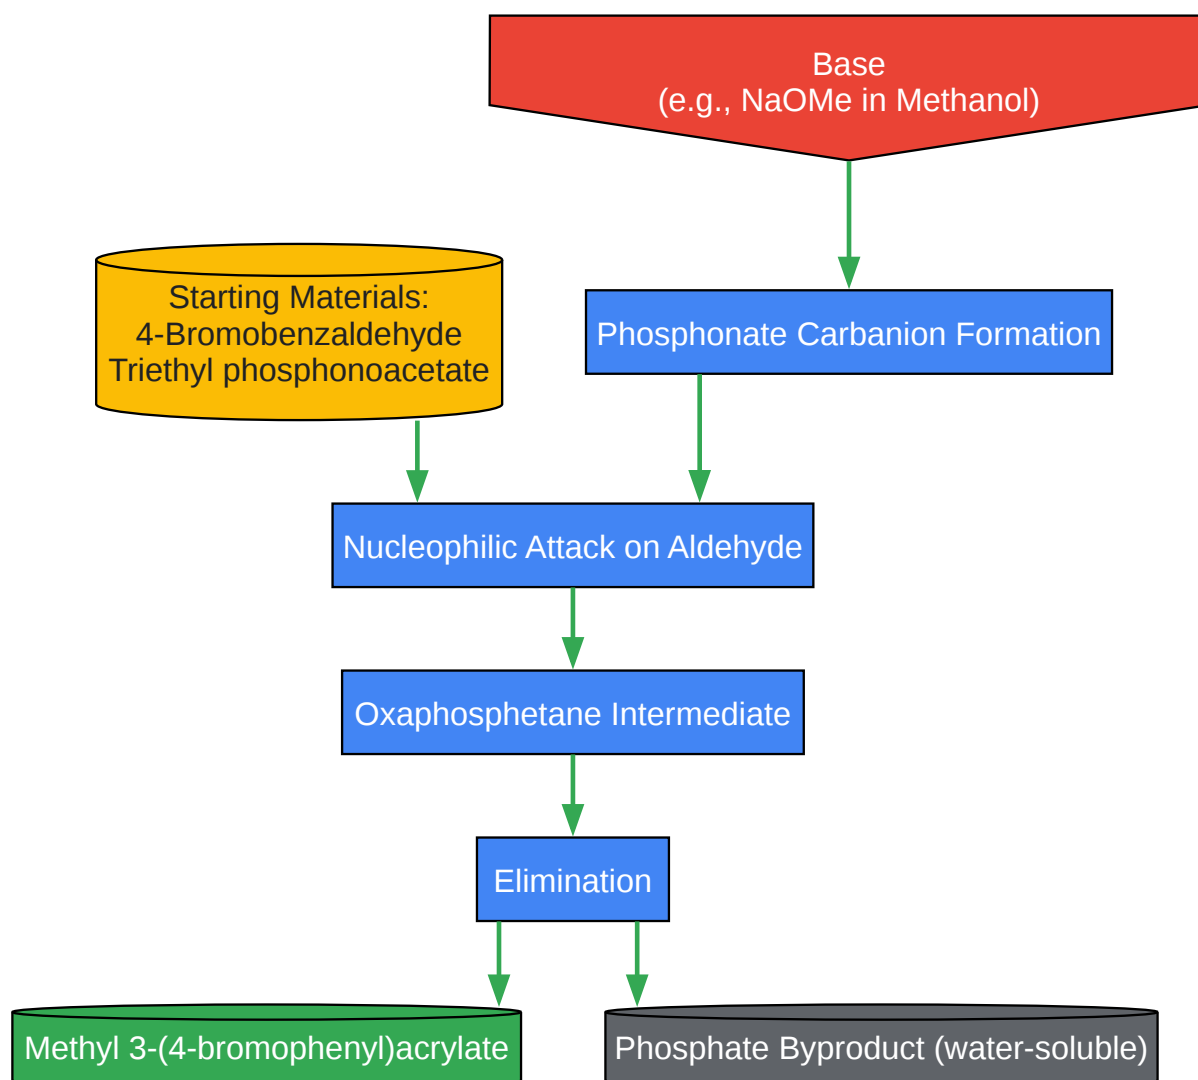 Base
(e.g., NaOMe in Methanol)
Starting Materials:
4-Bromobenzaldehyde
Triethyl phosphonoacetate
Phosphonate Carbanion Formation
Nucleophilic Attack on Aldehyde
Oxaphosphetane Intermediate
Elimination
Methyl 3-(4-bromophenyl)acrylate
Phosphate Byproduct (water-soluble)